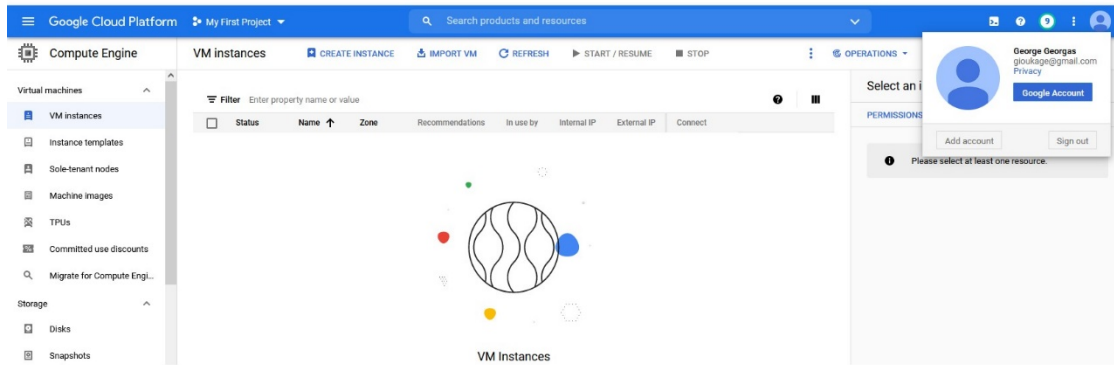 Google Cloud Platform My First Project Search products and resources 9
Compute Engine VM instances CREATE INSTANCE IMPORT VM REFRESH START / RESUME STOP OPERATIONS
George Georgas
gioukage@gmail.com
Privacy
Google Account
Add account Sign out
Select an i
PERMISSIONS
Please select at least one resource.
Virtual machines
VM instances
Instance templates
Sole-tenant nodes
Machine images
TPUs
Committed use discounts
Migrate for Compute Engi...
Storage
Disks
Snapshots
Filter Enter property name or value
Status Name Zone Recommendations In use by Internal IP External IP Connect
VM Instances